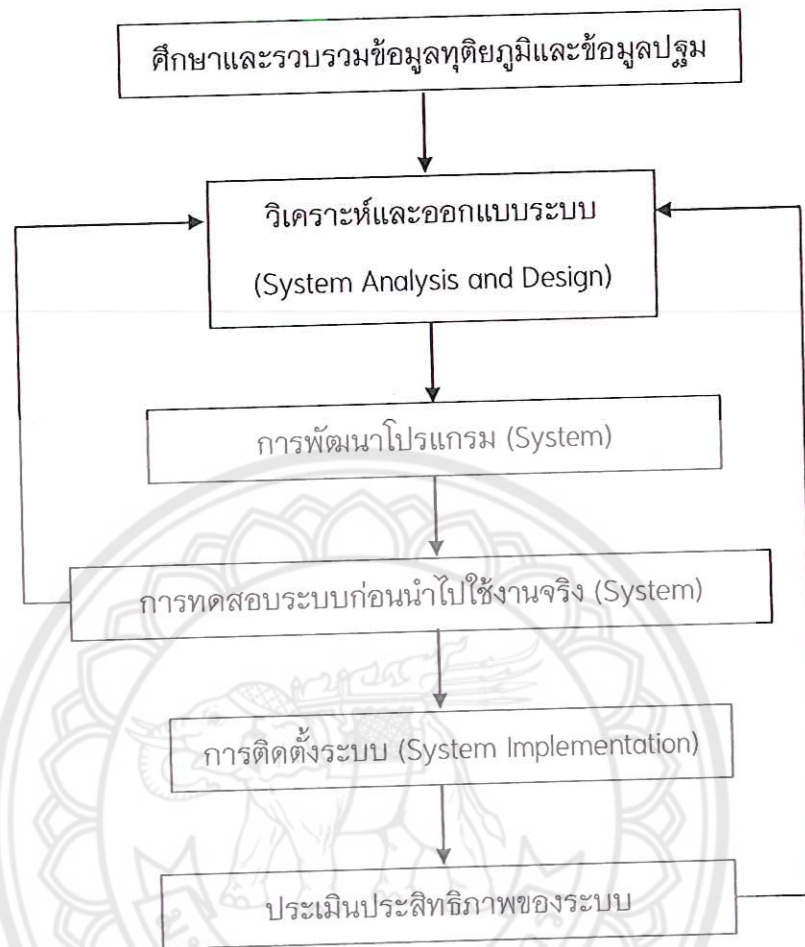 ศึกษาและรวบรวมข้อมูลทุติยภูมิและข้อมูลปฐม
วิเคราะห์และออกแบบระบบ
(System Analysis and Design)
การพัฒนาโปรแกรม (System)
การทดสอบระบบก่อนนำไปใช้งานจริง (System)
การติดตั้งระบบ (System Implementation)
ประเมินประสิทธิภาพของระบบ